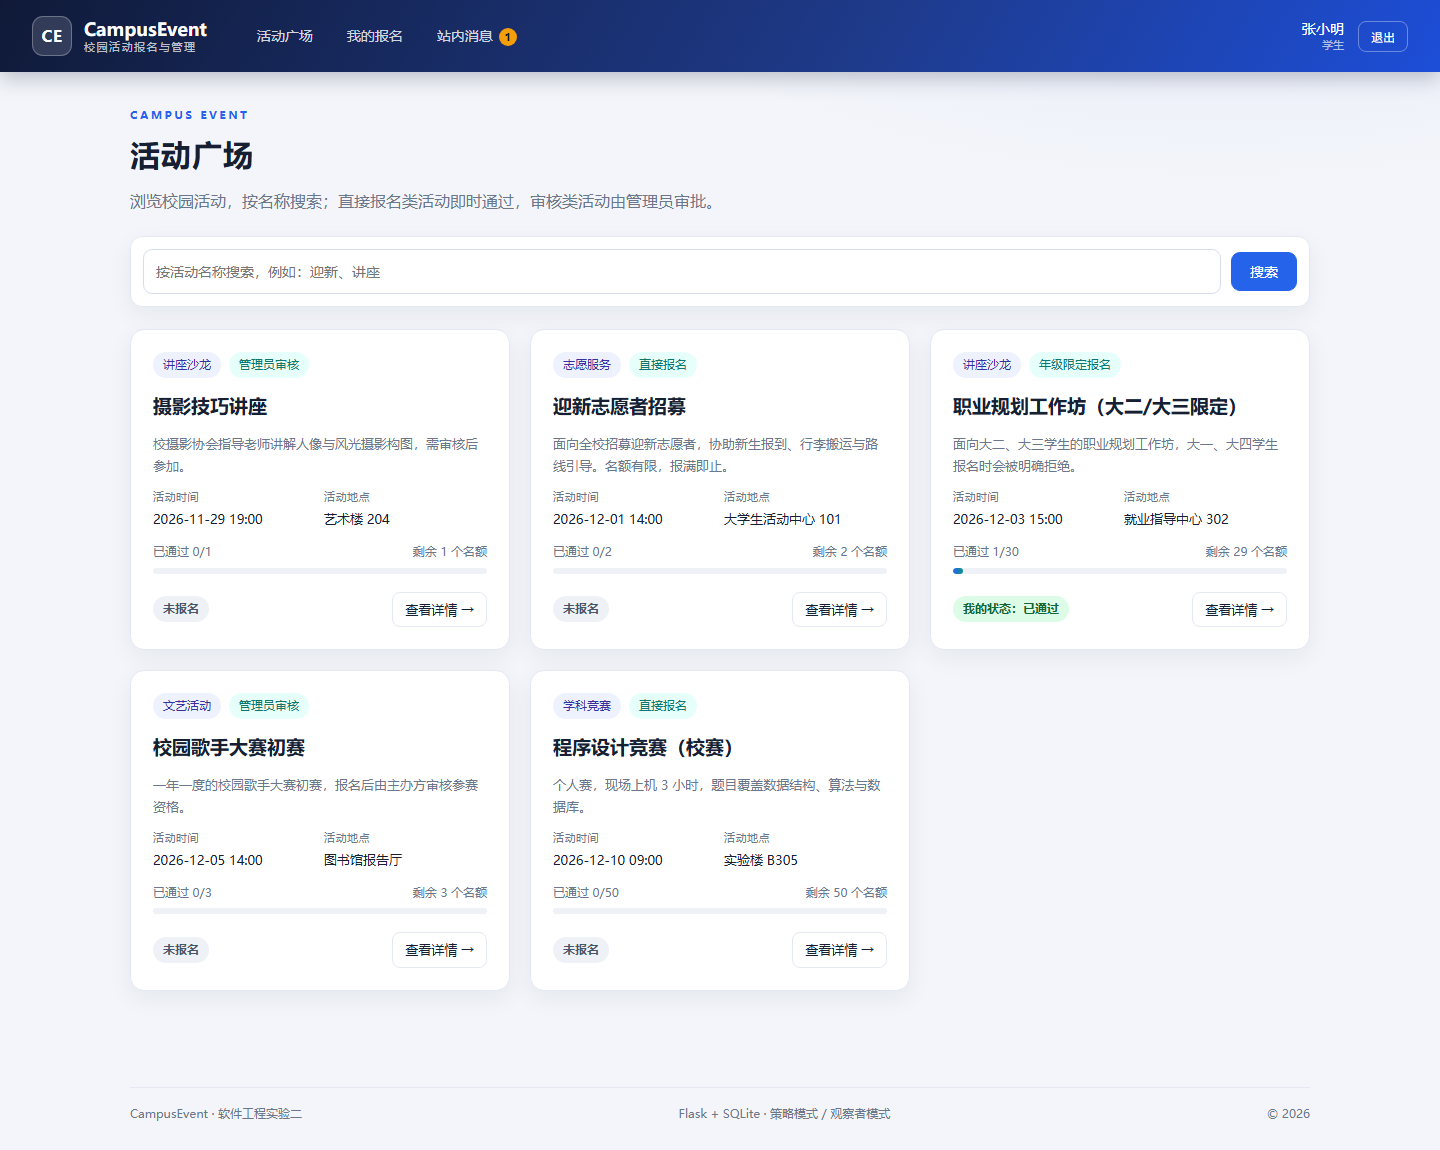 CE
CampusEvent
校园活动报名与管理
活动广场
我的报名
站内消息 1
张小明
学生
退出
CAMPUS EVENT
活动广场
浏览校园活动，按名称搜索；直接报名类活动即时通过，审核类活动由管理员审批。
按活动名称搜索，例如：迎新、讲座
搜索
讲座沙龙 管理员审核
摄影技巧讲座
校摄影协会指导老师讲解人像与风光摄影构图，需审核后
参加。
活动时间 活动地点
2026-11-29 19:00 艺术楼 204
已通过 0/1 剩余 1 个名额
未报名 查看详情 →
志愿服务 直接报名
迎新志愿者招募
面向全校招募迎新志愿者，协助新生报到、行李搬运与路
线引导。名额有限，报满即止。
活动时间 活动地点
2026-12-01 14:00 大学生活动中心 101
已通过 0/2 剩余 2 个名额
未报名 查看详情 →
讲座沙龙 年级限定报名
职业规划工作坊（大二/大三限定）
面向大二、大三学生的职业规划工作坊，大一、大四学生
报名时会被明确拒绝。
活动时间 活动地点
2026-12-03 15:00 就业指导中心 302
已通过 1/30 剩余 29 个名额
我的状态：已通过 查看详情 →
文艺活动 管理员审核
校园歌手大赛初赛
一年一度的校园歌手大赛初赛，报名后由主办方审核参赛
资格。
活动时间 活动地点
2026-12-05 14:00 图书馆报告厅
已通过 0/3 剩余 3 个名额
未报名 查看详情 →
学科竞赛 直接报名
程序设计竞赛（校赛）
个人赛，现场上机 3 小时，题目覆盖数据结构、算法与数
据库。
活动时间 活动地点
2026-12-10 09:00 实验楼 B305
已通过 0/50 剩余 50 个名额
未报名 查看详情 →
CampusEvent · 软件工程实验二
Flask + SQLite · 策略模式 / 观察者模式
© 2026